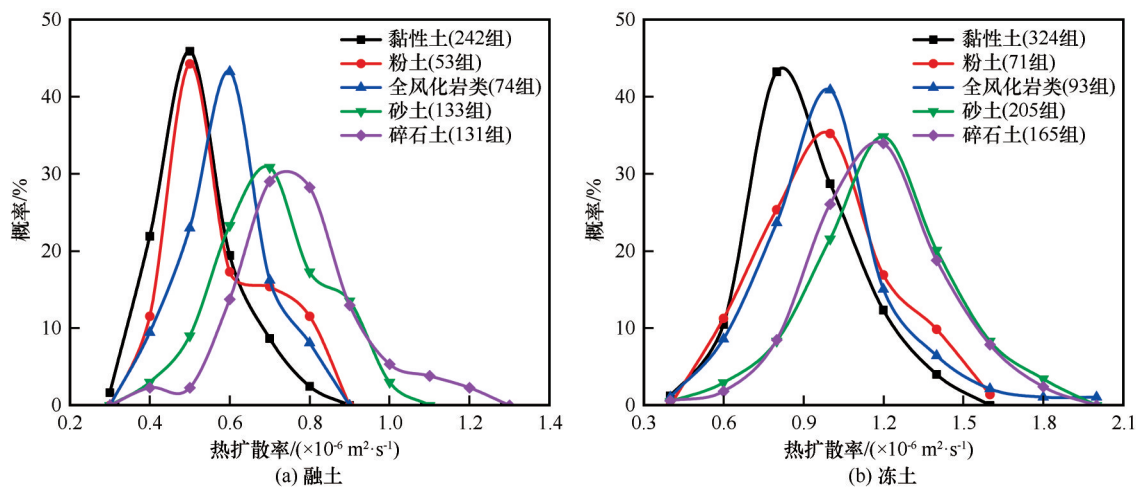 50
40
30
20
10
0
概率/%
黏性土(242组)
粉土(53组)
全风化岩类(74组)
砂土(133组)
碎石土(131组)
0.2 0.4 0.6 0.8 1.0 1.2 1.4
热扩散率/(×10⁻⁶ m²·s⁻¹)
(a) 融土
50
40
30
20
10
0
概率/%
黏性土(324组)
粉土(71组)
全风化岩类(93组)
砂土(205组)
碎石土(165组)
0.3 0.6 0.9 1.2 1.5 1.8 2.1
热扩散率/(×10⁻⁶ m²·s⁻¹)
(b) 冻土